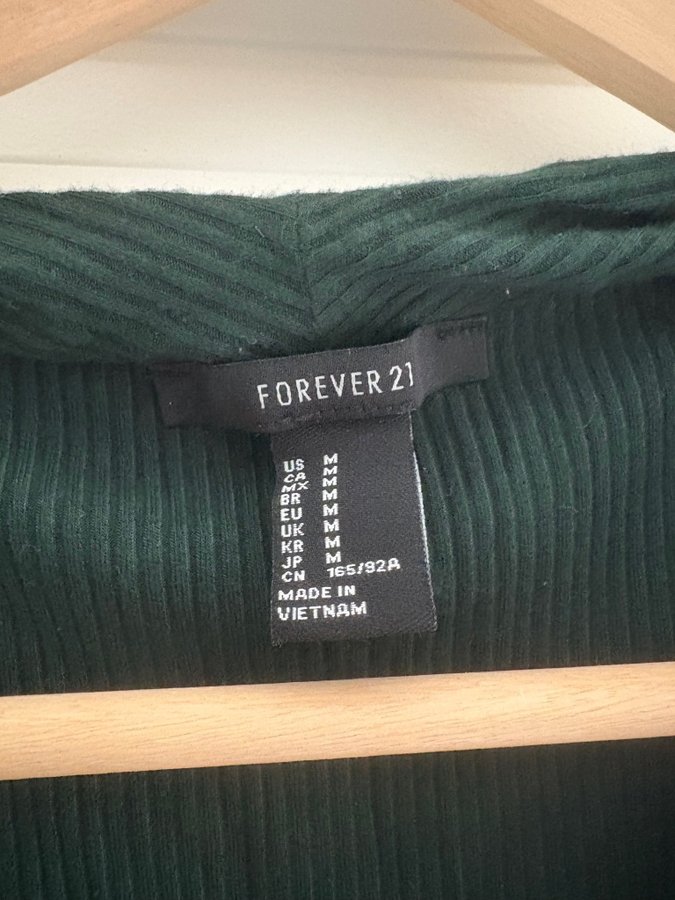 FOREVER 21
US M
CA M
MX M
BR M
EU M
UK M
KR M
JP M
CN 165/92A
MADE IN
VIETNAM